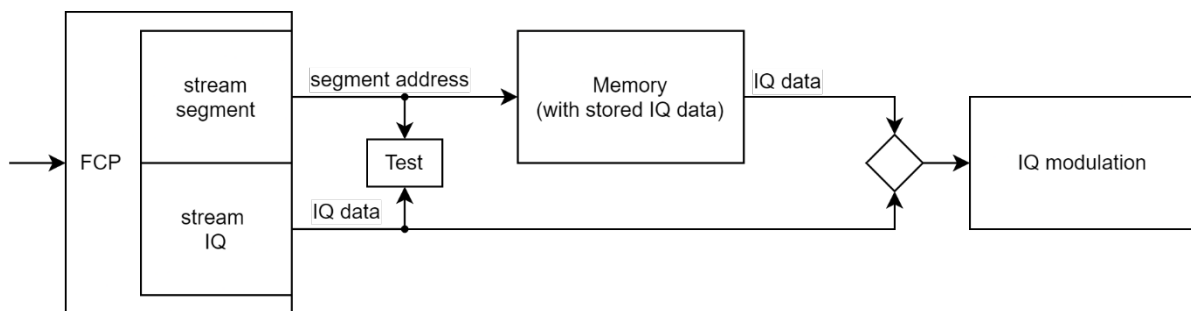 FCP
stream
segment
segment address
Memory
(with stored IQ data)
IQ data
Test
IQ modulation
stream
IQ
IQ data